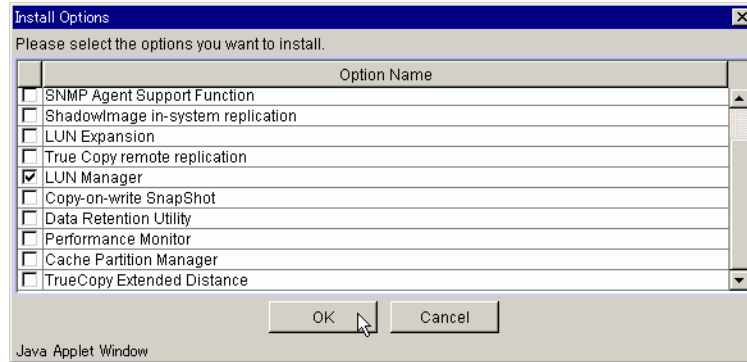 Install Options
Please select the options you want to install.
Option Name
SNMP Agent Support Function
ShadowImage in-system replication
LUN Expansion
True Copy remote replication
LUN Manager
Copy-on-write SnapShot
Data Retention Utility
Performance Monitor
Cache Partition Manager
TrueCopy Extended Distance
OK Cancel
Java Applet Window